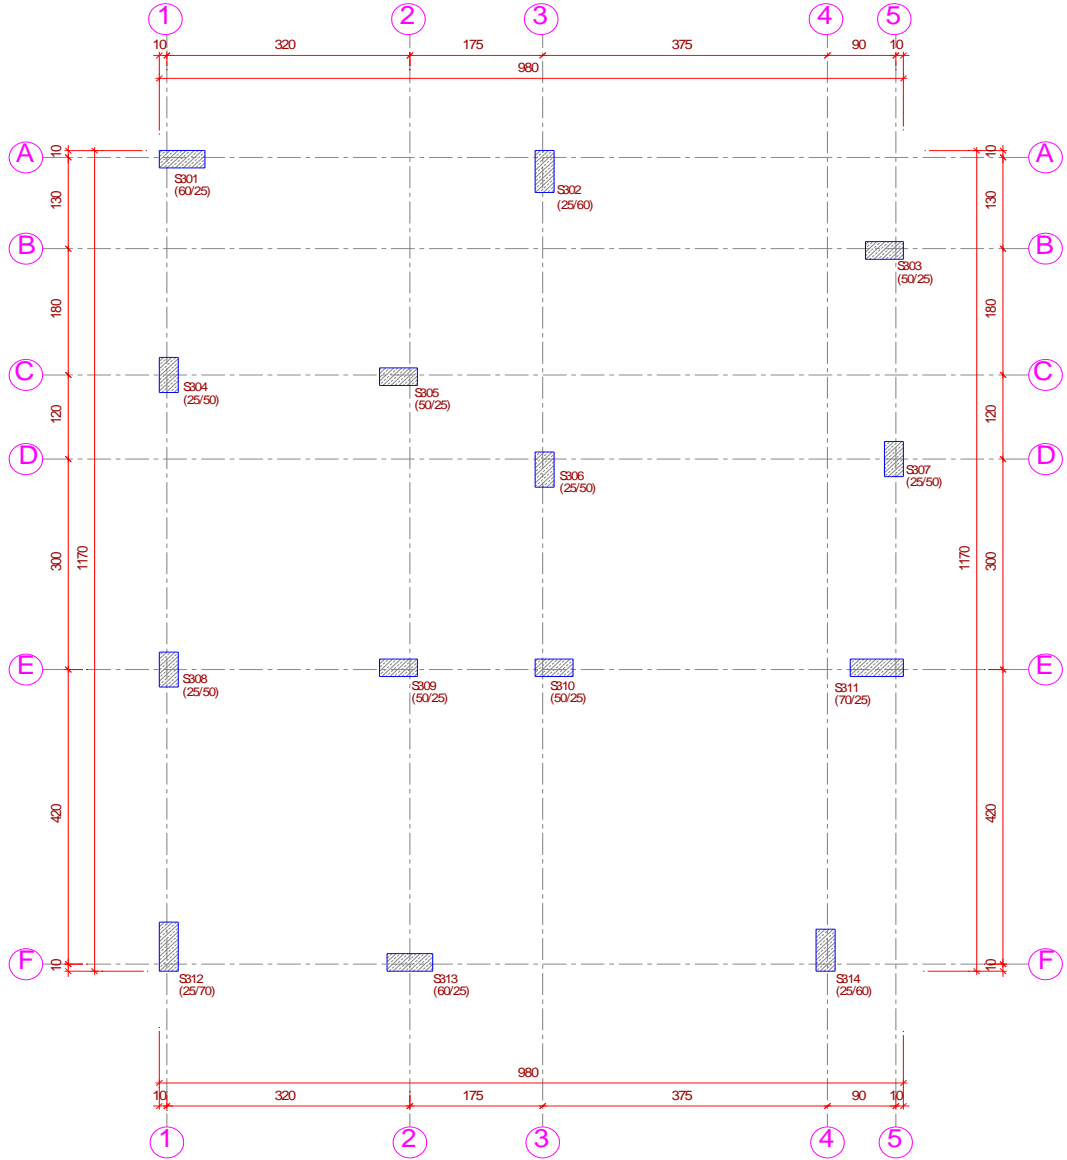 1 2 3 4 5
10 320 175 375 90 10
980
A 10 10 A
S301
(60/25)
S302
(25/60)
130 130
B B
S303
(50/25)
180 180
C C
S304
(25/50)
S305
(50/25)
120 120
D D
S306
(25/50)
S307
(25/50)
300 1170 1170 300
E E
S308
(25/50)
S309
(50/25)
S310
(50/25)
S311
(70/25)
420 420
F 10 10 F
S312
(25/70)
S313
(60/25)
S314
(25/60)
980
10 320 175 375 90 10
1 2 3 4 5